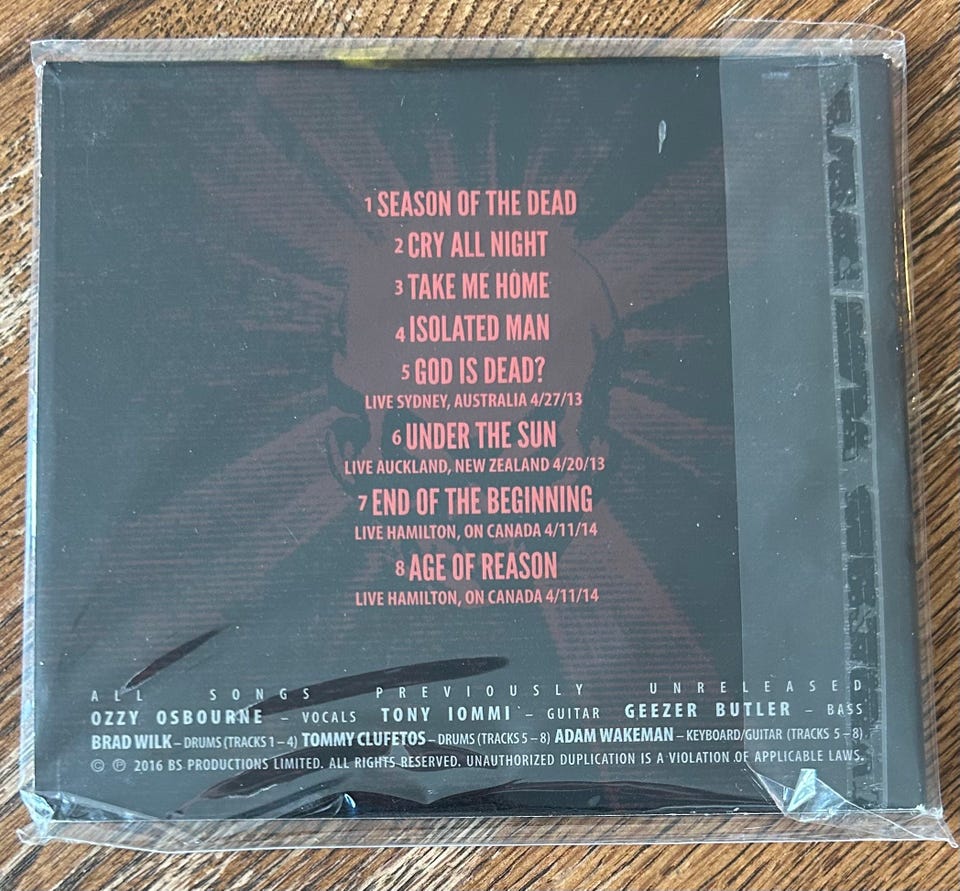 1 SEASON OF THE DEAD
2 CRY ALL NIGHT
3 TAKE ME HOME
4 ISOLATED MAN
5 GOD IS DEAD?
LIVE SYDNEY, AUSTRALIA 4/27/13
6 UNDER THE SUN
LIVE AUCKLAND, NEW ZEALAND 4/20/13
7 END OF THE BEGINNING
LIVE HAMILTON, ON CANADA 4/11/14
8 AGE OF REASON
LIVE HAMILTON, ON CANADA 4/11/14
ALL SONGS PREVIOUSLY UNRELEASED
OZZY OSBOURNE – VOCALS TONY IOMMI – GUITAR GEEZER BUTLER – BASS
BRAD WILK – DRUMS (TRACKS 1 – 4) TOMMY CLUFETOS – DRUMS (TRACKS 5 – 8) ADAM WAKEMAN – KEYBOARD/GUITAR (TRACKS 5 – 8)
© ℗ 2016 BS PRODUCTIONS LIMITED. ALL RIGHTS RESERVED. UNAUTHORIZED DUPLICATION IS A VIOLATION OF APPLICABLE LAWS.